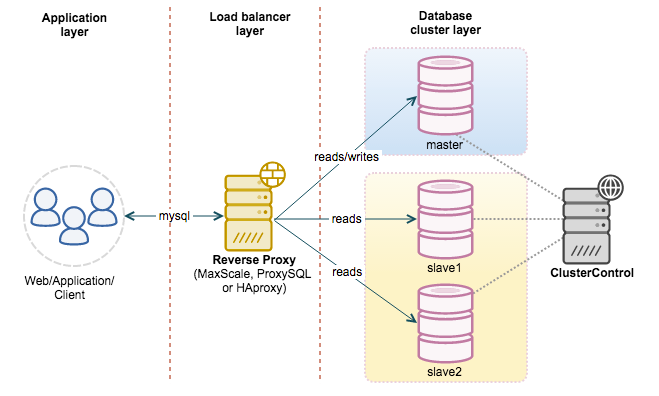 Application
layer
Load balancer
layer
Database
cluster layer
master
reads/writes
mysql
reads
slave1
reads
slave2
Web/Application/
Client
Reverse Proxy
(MaxScale, ProxySQL
or HAproxy)
ClusterControl